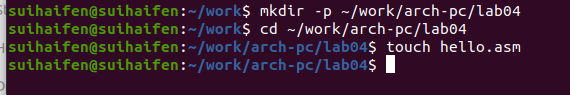 suihaifen@suihaifen:~/work$ mkdir -p ~/work/arch-pc/lab04
suihaifen@suihaifen:~/work$ cd ~/work/arch-pc/lab04
suihaifen@suihaifen:~/work/arch-pc/lab04$ touch hello.asm
suihaifen@suihaifen:~/work/arch-pc/lab04$